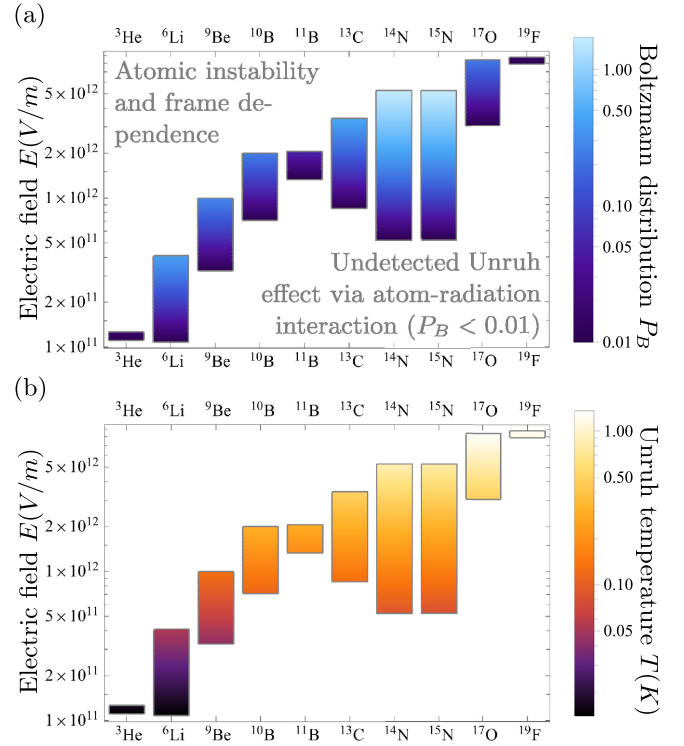 (a)
³He ⁶Li ⁹Be ¹⁰B ¹¹B ¹³C ¹⁴N ¹⁵N ¹⁷O ¹⁹F
Electric field E(V/m)
5×10¹²
2×10¹²
1×10¹²
5×10¹¹
2×10¹¹
1×10¹¹
Atomic instability
and frame de-
pendence
Undetected Unruh
effect via atom-radiation
interaction (P_B < 0.01)
³He ⁶Li ⁹Be ¹⁰B ¹¹B ¹³C ¹⁴N ¹⁵N ¹⁷O ¹⁹F
1.00
0.50
0.10
0.05
0.01
Boltzmann distribution P_B
(b)
³He ⁶Li ⁹Be ¹⁰B ¹¹B ¹³C ¹⁴N ¹⁵N ¹⁷O ¹⁹F
Electric field E(V/m)
5×10¹²
2×10¹²
1×10¹²
5×10¹¹
2×10¹¹
1×10¹¹
³He ⁶Li ⁹Be ¹⁰B ¹¹B ¹³C ¹⁴N ¹⁵N ¹⁷O ¹⁹F
1.00
0.50
0.10
0.05
Unruh temperature T(K)